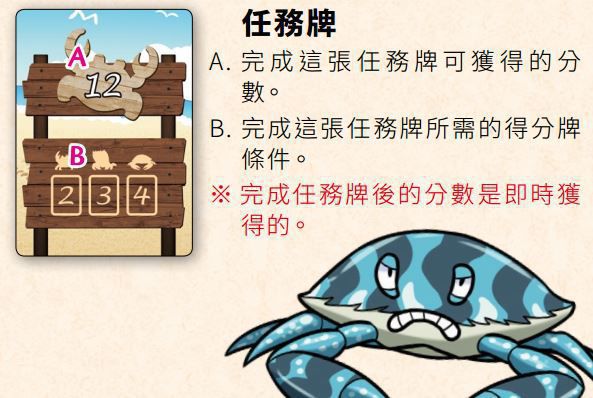 任務牌
A
12
A. 完成這張任務牌可獲得的分
數。
B
2 3 4
B. 完成這張任務牌所需的得分牌
條件。
※ 完成任務牌後的分數是即時獲
得的。